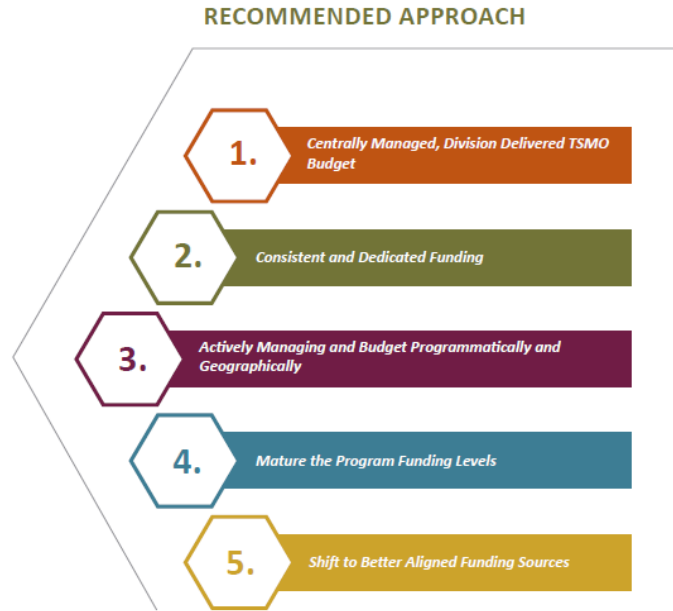 RECOMMENDED APPROACH
1.
Centrally Managed, Division Delivered TSMO
Budget
2.
Consistent and Dedicated Funding
3.
Actively Managing and Budget Programmatically and
Geographically
4.
Mature the Program Funding Levels
5.
Shift to Better Aligned Funding Sources